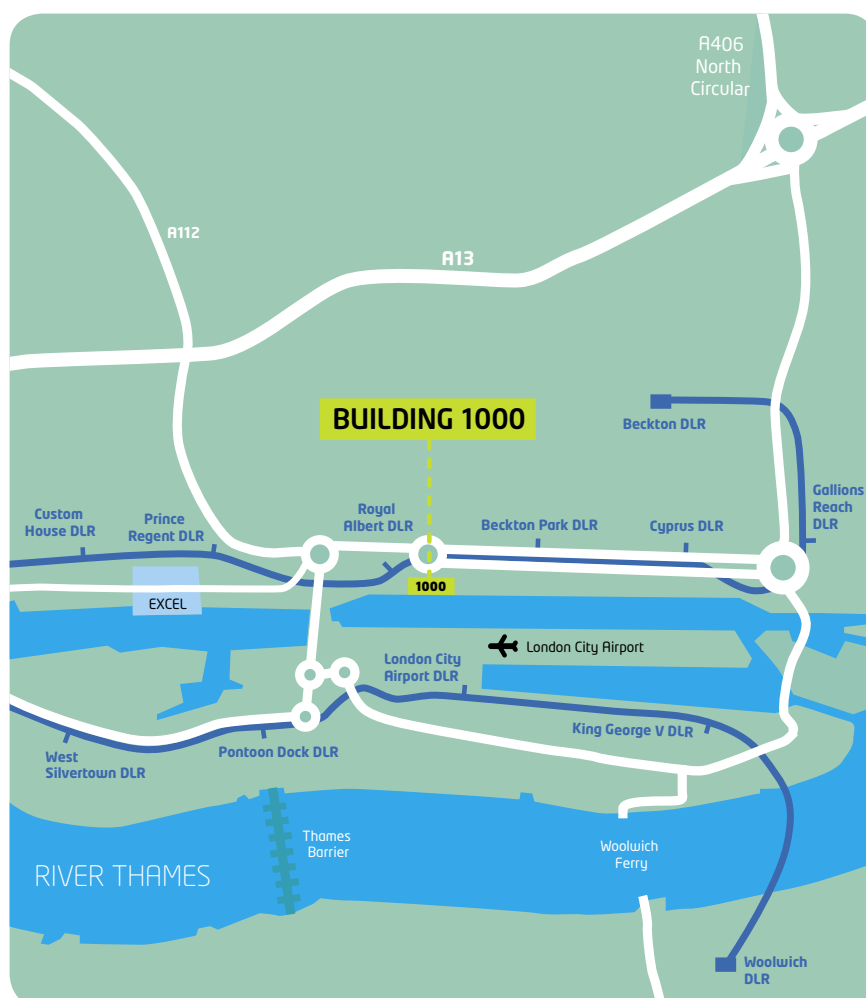 A406
North
Circular
A112
A13
BUILDING 1000
Beckton DLR
Gallions
Reach
DLR
Custom
House DLR
Prince
Regent DLR
Royal
Albert DLR
Beckton Park DLR
Cyprus DLR
1000
EXCEL
London City Airport
London City
Airport DLR
King George V DLR
West
Silvertown DLR
Pontoon Dock DLR
Thames
Barrier
Woolwich
Ferry
RIVER THAMES
Woolwich
DLR